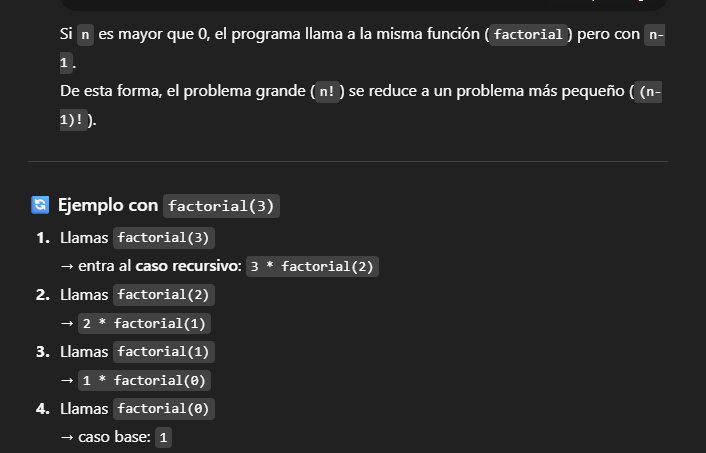 Si n es mayor que 0, el programa llama a la misma función (factorial) pero con n-
1.
De esta forma, el problema grande (n!) se reduce a un problema más pequeño ((n-
1)!).
Ejemplo con factorial(3)
1. Llamas factorial(3)
→ entra al caso recursivo: 3 * factorial(2)
2. Llamas factorial(2)
→ 2 * factorial(1)
3. Llamas factorial(1)
→ 1 * factorial(0)
4. Llamas factorial(0)
→ caso base: 1